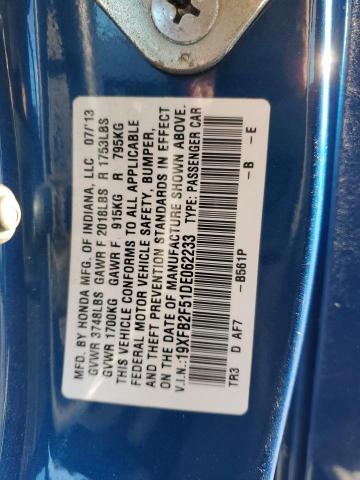 MFD. BY HONDA MFG. OF INDIANA, LLC 07/13
GVWR 3748LBS GAWR F 2018LBS R 1753LBS
GVWR 1700KG GAWR F 915KG R 795KG
THIS VEHICLE CONFORMS TO ALL APPLICABLE
FEDERAL MOTOR VEHICLE SAFETY, BUMPER,
AND THEFT PREVENTION STANDARDS IN EFFECT
ON THE DATE OF MANUFACTURE SHOWN ABOVE.
V.I.N.:19XFB2F51DE062233 TYPE: PASSENGER CAR
TR3 D AF7 -B561P -B -E